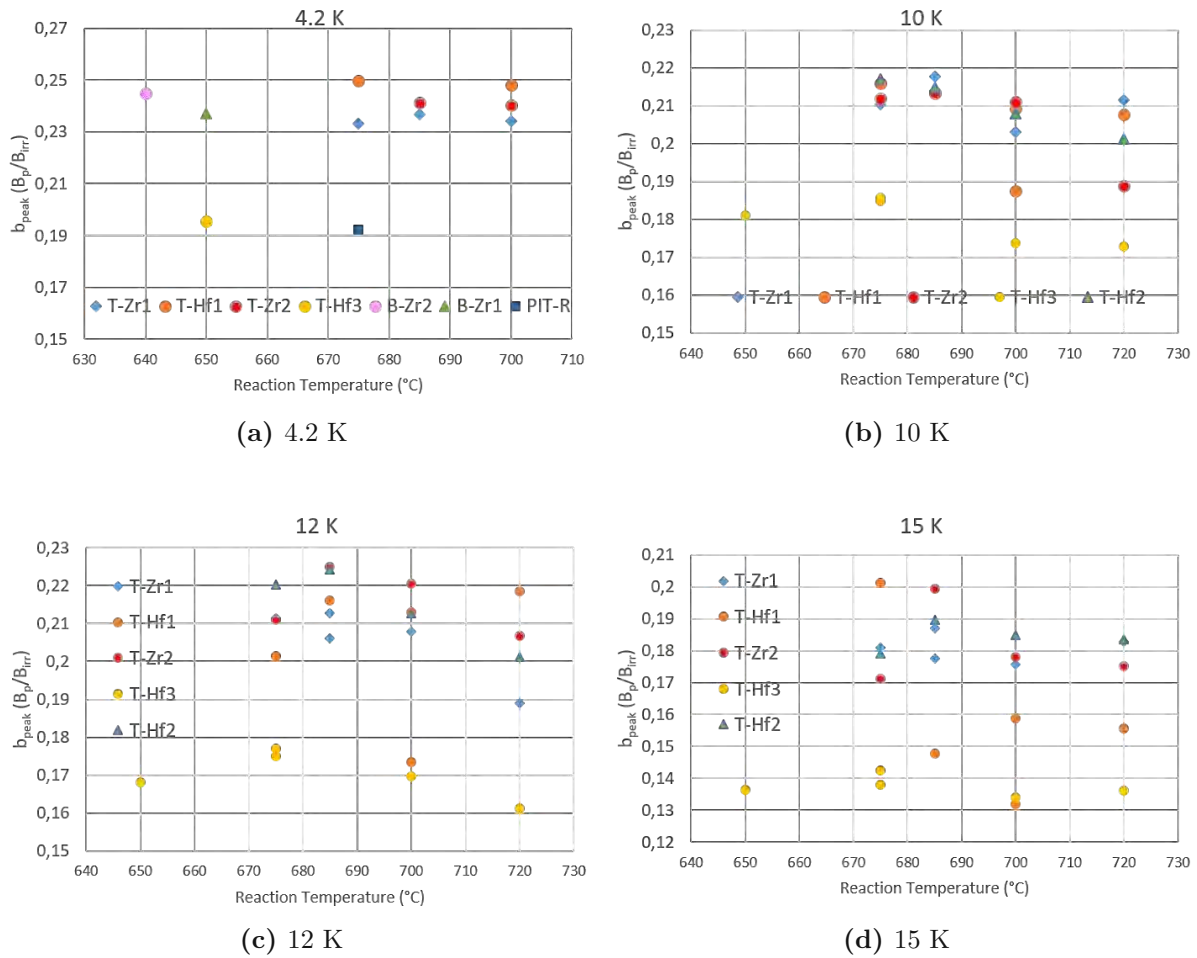 4.2 K
0,27
0,25
0,23
0,21
0,19
0,17
0,15
b_peak (B_p/B_irr)
T-Zr1 T-Hf1 T-Zr2 T-Hf3 B-Zr2 B-Zr1 PIT-R
630 640 650 660 670 680 690 700 710
Reaction Temperature (°C)
(a) 4.2 K
10 K
0,23
0,22
0,21
0,2
0,19
0,18
0,17
0,16
0,15
b_peak (B_p/B_irr)
T-Zr1 T-Hf1 T-Zr2 T-Hf3 T-Hf2
640 650 660 670 680 690 700 710 720 730
Reaction Temperature (°C)
(b) 10 K
12 K
0,23
0,22
0,21
0,2
0,19
0,18
0,17
0,16
0,15
b_peak (B_p/B_irr)
T-Zr1
T-Hf1
T-Zr2
T-Hf3
T-Hf2
640 650 660 670 680 690 700 710 720 730
Reaction Temperature (°C)
(c) 12 K
15 K
0,21
0,2
0,19
0,18
0,17
0,16
0,15
0,14
0,13
0,12
b_peak (B_p/B_irr)
T-Zr1
T-Hf1
T-Zr2
T-Hf3
T-Hf2
640 650 660 670 680 690 700 710 720 730
Reaction Temperature (°C)
(d) 15 K